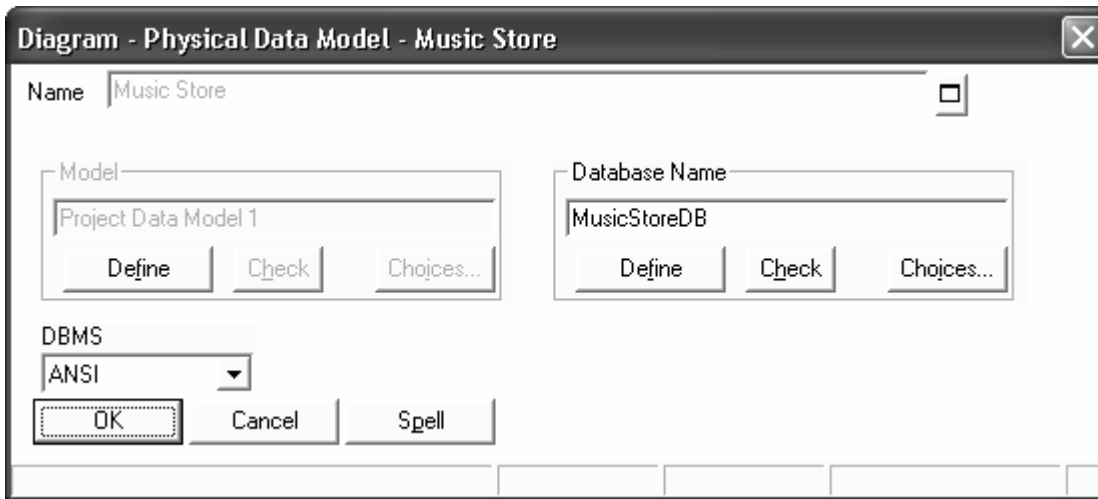 Diagram - Physical Data Model - Music Store
Name Music Store
Model
Project Data Model 1
Define Check Choices...
Database Name
MusicStoreDB
Define Check Choices...
DBMS
ANSI
OK Cancel Spell